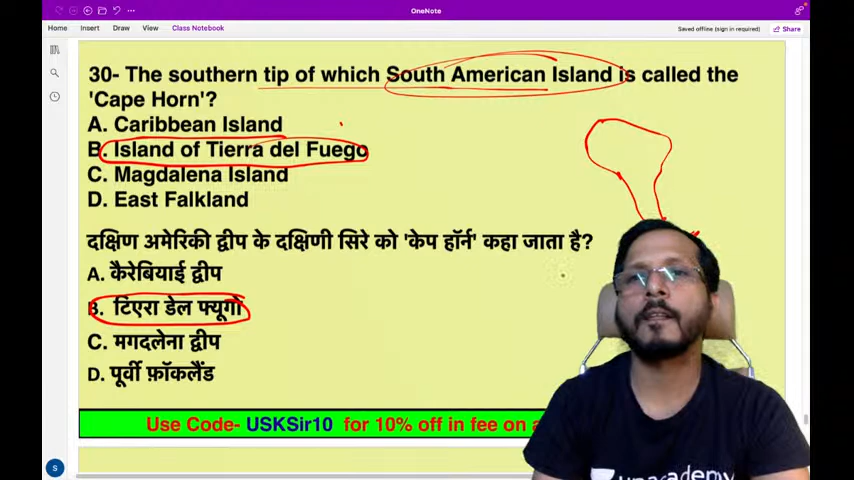 OneNote
Home Insert Draw View Class Notebook
Saved offline (sign in required) Share
30- The southern tip of which South American Island is called the
'Cape Horn'?
A. Caribbean Island
B. Island of Tierra del Fuego
C. Magdalena Island
D. East Falkland
दक्षिण अमेरिकी द्वीप के दक्षिणी सिरे को 'केप हॉर्न' कहा जाता है?
A. कैरेबियाई द्वीप
B. टिएरा डेल फ्यूगो
C. मगदलेना द्वीप
D. पूर्वी फ़ॉकलैंड
Use Code- USKSir10 for 10% off in fee on
S
unacademy